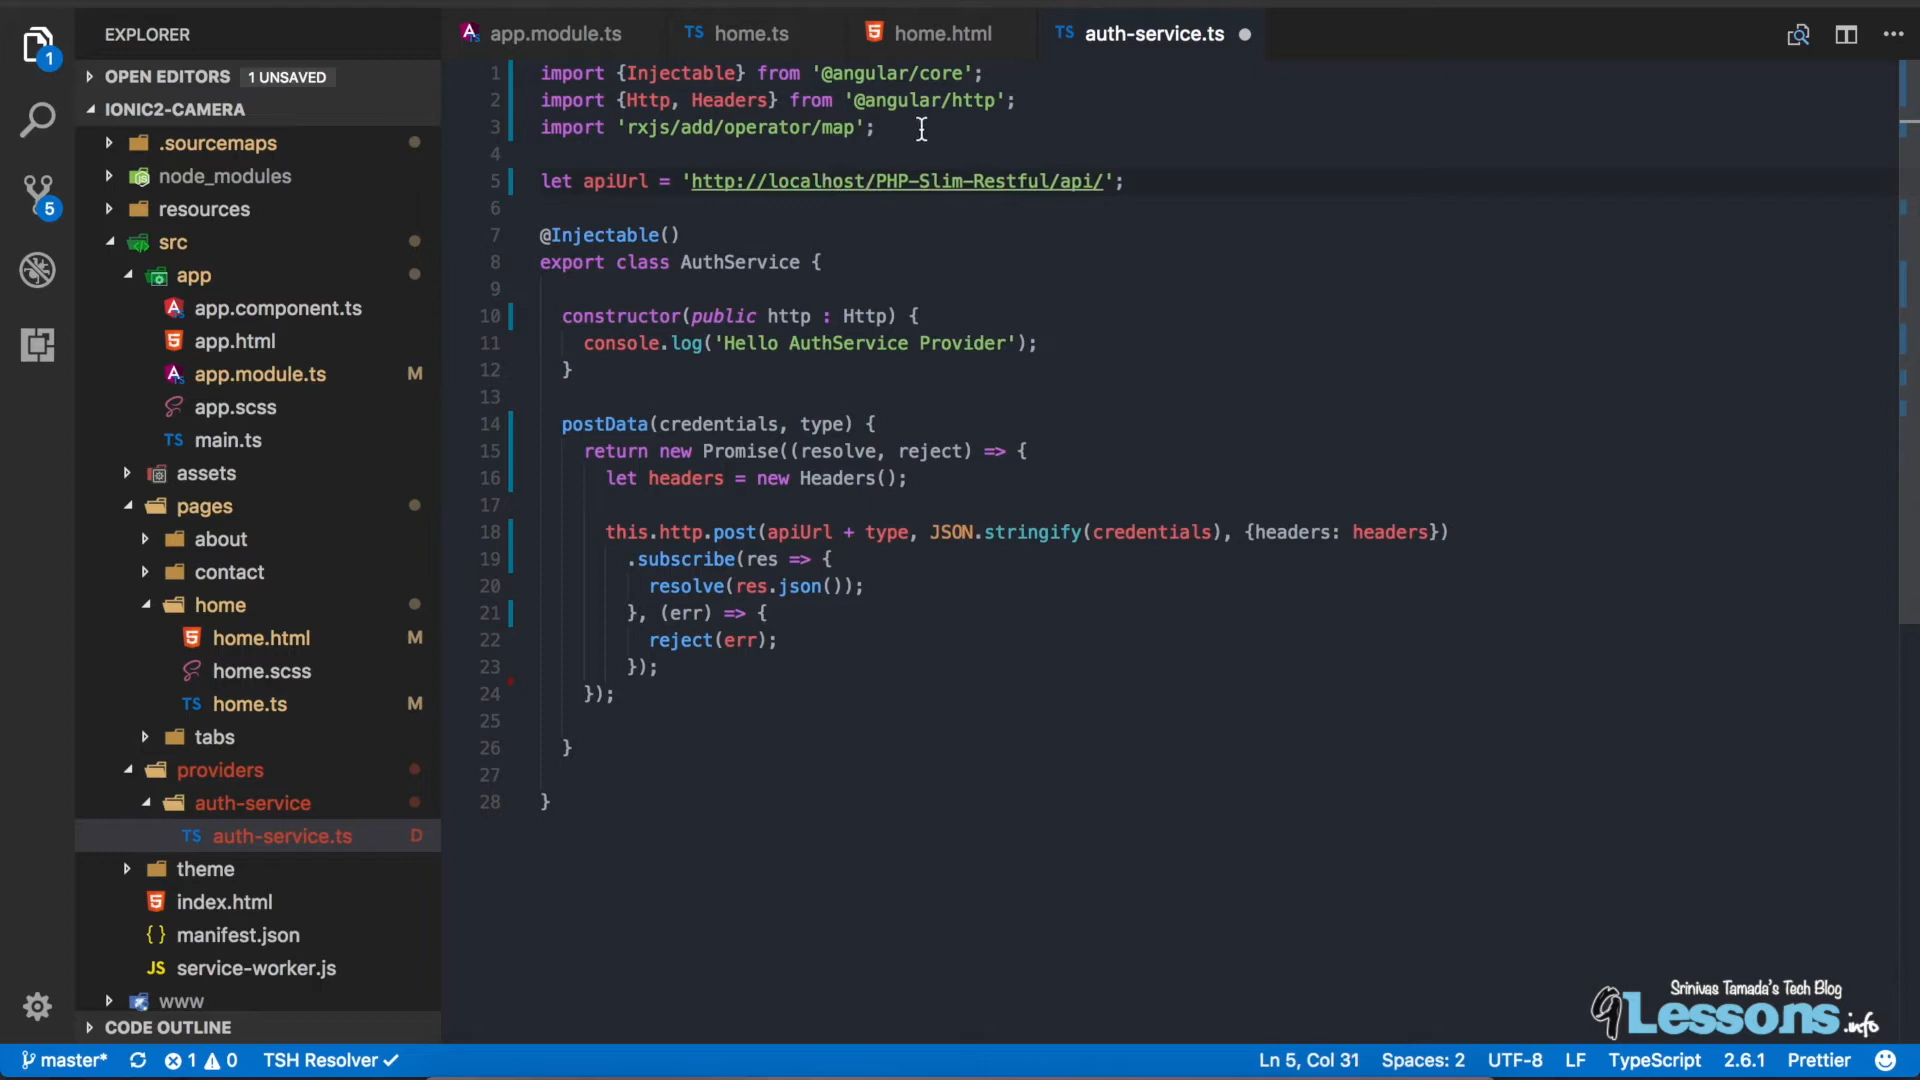 EXPLORER
OPEN EDITORS 1 UNSAVED
IONIC2-CAMERA
.sourcemaps
node_modules
resources
src
app
app.component.ts
app.html
app.module.ts M
app.scss
TS main.ts
assets
pages
about
contact
home
home.html M
home.scss
TS home.ts M
tabs
providers
auth-service
TS auth-service.ts D
theme
index.html
{ } manifest.json
JS service-worker.js
www
CODE OUTLINE
1
5
app.module.ts
TS home.ts
home.html
TS auth-service.ts
1 import {Injectable} from '@angular/core';
2 import {Http, Headers} from '@angular/http';
3 import 'rxjs/add/operator/map';
4
5 let apiUrl = 'http://localhost/PHP-Slim-Restful/api/';
6
7 @Injectable()
8 export class AuthService {
9
10 constructor(public http : Http) {
11 console.log('Hello AuthService Provider');
12 }
13
14 postData(credentials, type) {
15 return new Promise((resolve, reject) => {
16 let headers = new Headers();
17
18 this.http.post(apiUrl + type, JSON.stringify(credentials), {headers: headers})
19 .subscribe(res => {
20 resolve(res.json());
21 }, (err) => {
22 reject(err);
23 });
24 });
25
26 }
27
28 }
Srinivas Tamada's Tech Blog
9Lessons.info
master* 1 0 TSH Resolver Ln 5, Col 31 Spaces: 2 UTF-8 LF TypeScript 2.6.1 Prettier